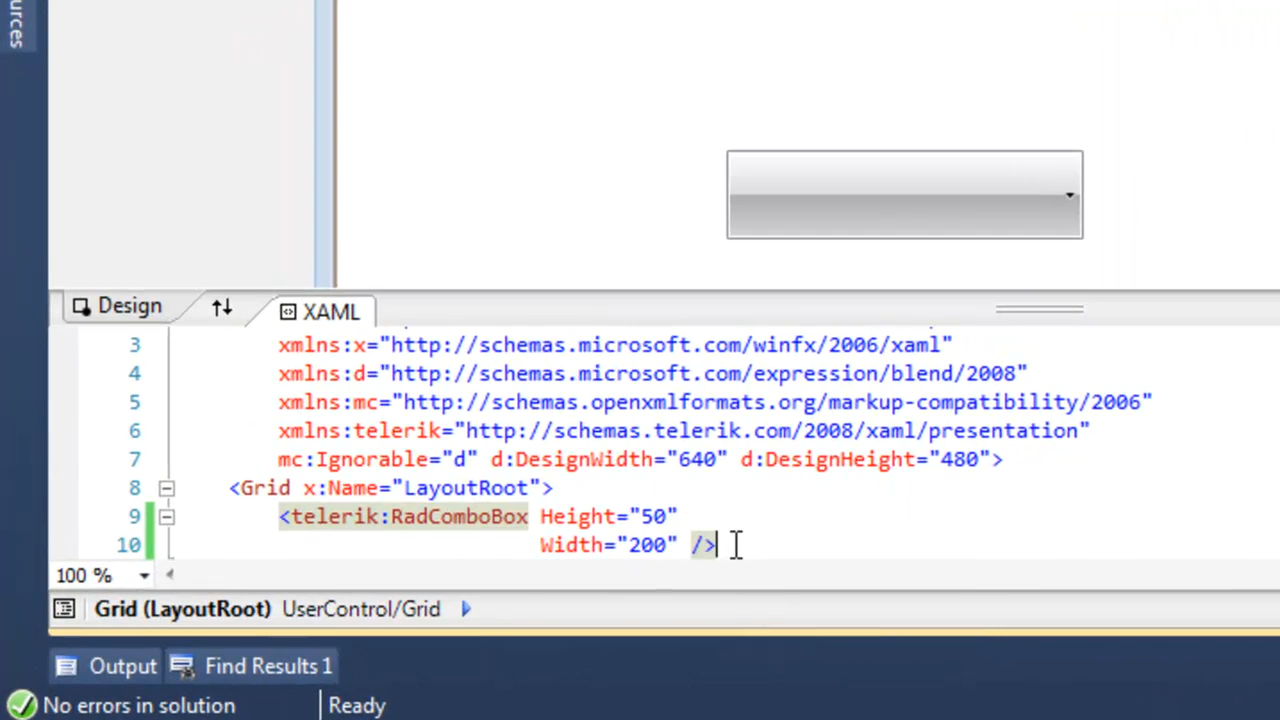 urces
Design
XAML
3 xmlns:x="http://schemas.microsoft.com/winfx/2006/xaml"
4 xmlns:d="http://schemas.microsoft.com/expression/blend/2008"
5 xmlns:mc="http://schemas.openxmlformats.org/markup-compatibility/2006"
6 xmlns:telerik="http://schemas.telerik.com/2008/xaml/presentation"
7 mc:Ignorable="d" d:DesignWidth="640" d:DesignHeight="480">
8 <Grid x:Name="LayoutRoot">
9 <telerik:RadComboBox Height="50"
10 Width="200" />
100 %
Grid (LayoutRoot) UserControl/Grid
Output Find Results 1
No errors in solution Ready